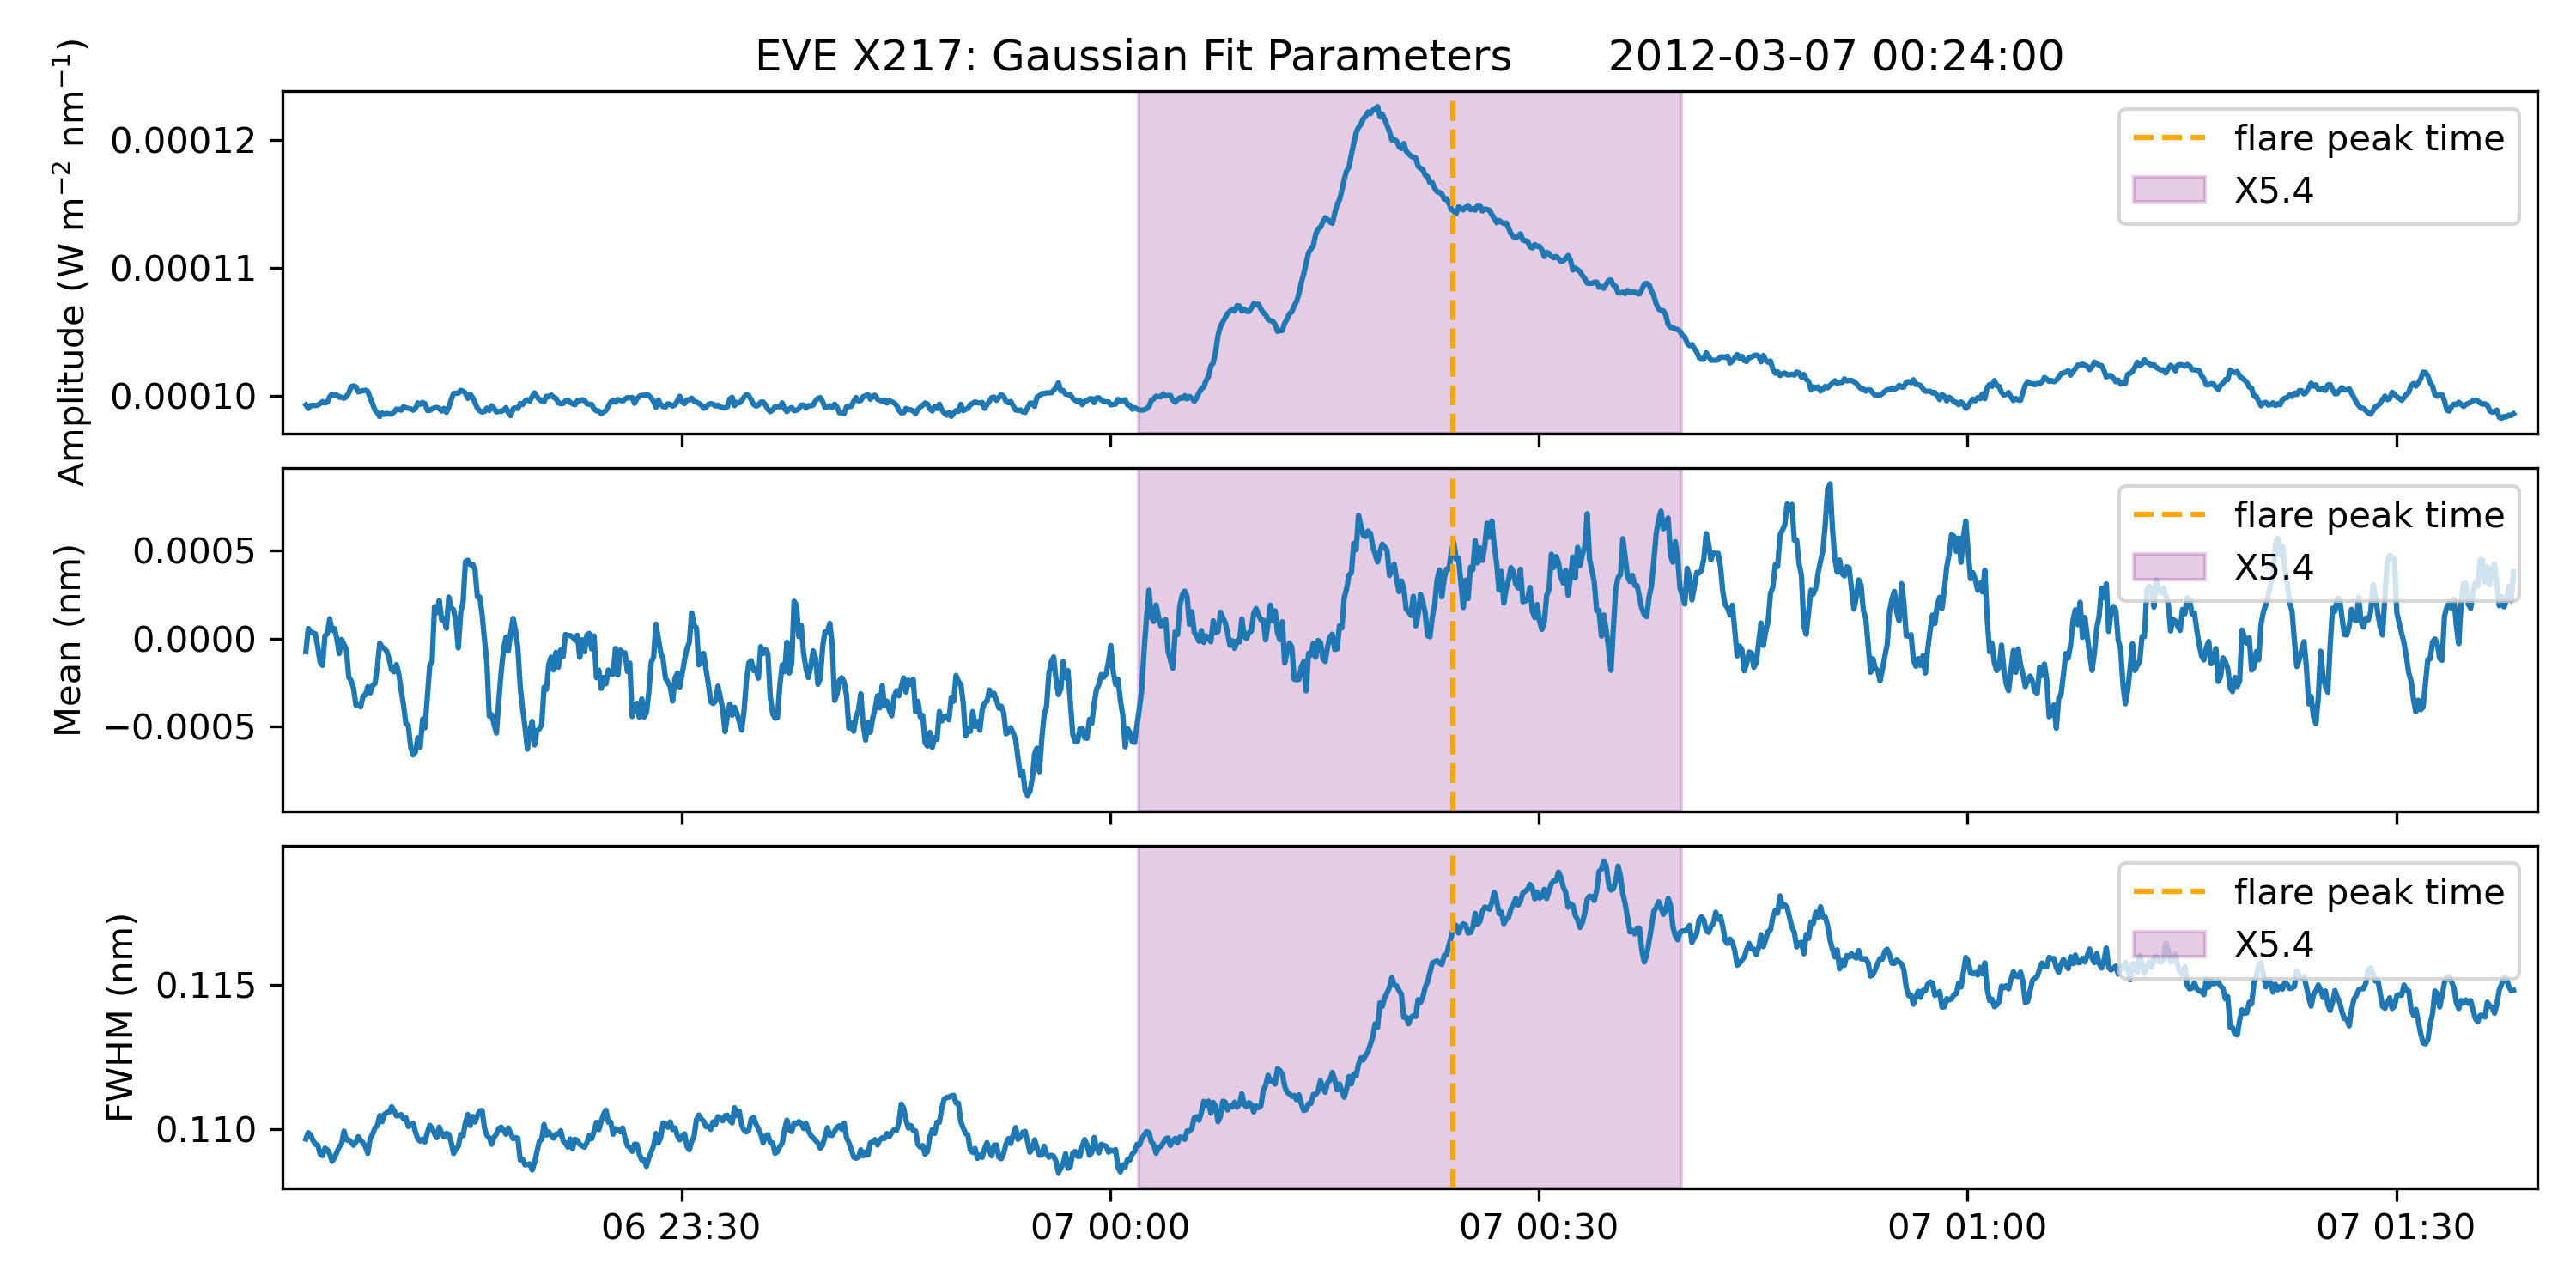 EVE X217: Gaussian Fit Parameters 2012-03-07 00:24:00
Amplitude (W m⁻² nm⁻¹)
0.00012
0.00011
0.00010
flare peak time
X5.4
Mean (nm)
0.0005
0.0000
−0.0005
flare peak time
X5.4
FWHM (nm)
0.115
0.110
flare peak time
X5.4
06 23:30 07 00:00 07 00:30 07 01:00 07 01:30